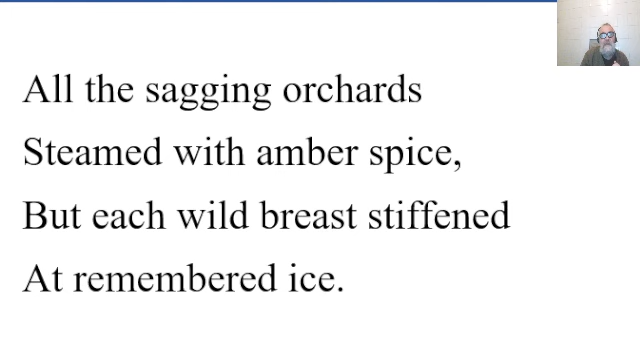 All the sagging orchards
Steamed with amber spice,
But each wild breast stiffened
At remembered ice.